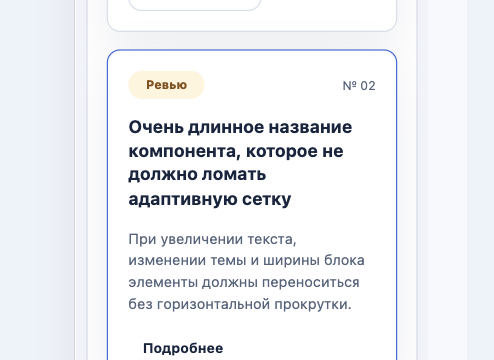 Ревью
№ 02
Очень длинное название
компонента, которое не
должно ломать
адаптивную сетку
При увеличении текста,
изменении темы и ширины блока
элементы должны переноситься
без горизонтальной прокрутки.
Подробнее